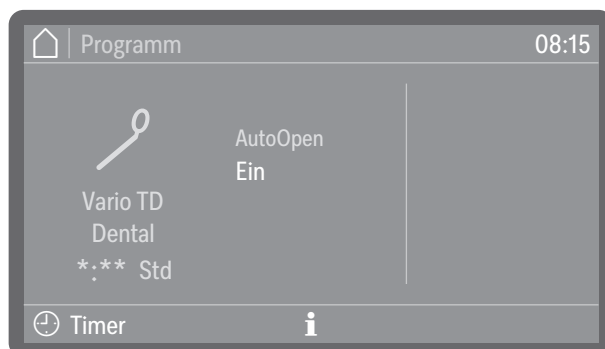 Programm
08:15
AutoOpen
Ein
Vario TD
Dental
*:** Std
Timer
i